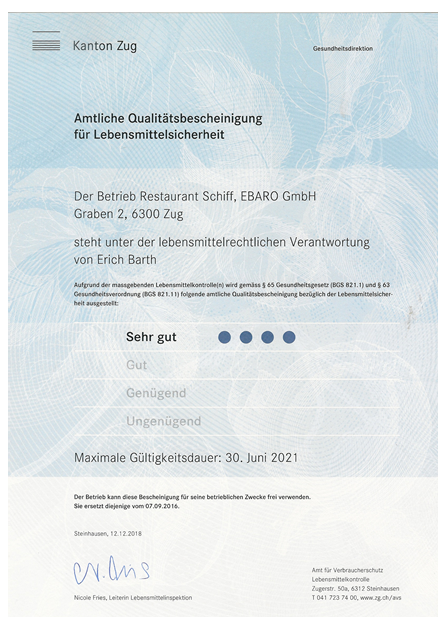 Kanton Zug
Gesundheitsdirektion
Amtliche Qualitätsbescheinigung
für Lebensmittelsicherheit
Der Betrieb Restaurant Schiff, EBARO GmbH
Graben 2, 6300 Zug
steht unter der lebensmittelrechtlichen Verantwortung
von Erich Barth
Aufgrund der massgebenden Lebensmittelkontrolle(n) wird gemäss § 65 Gesundheitsgesetz (BGS 821.1) und § 63
Gesundheitsverordnung (BGS 821.11) folgende amtliche Qualitätsbescheinigung bezüglich der Lebensmittelsicher-
heit ausgestellt:
Sehr gut
Gut
Genügend
Ungenügend
Maximale Gültigkeitsdauer: 30. Juni 2021
Der Betrieb kann diese Bescheinigung für seine betrieblichen Zwecke frei verwenden.
Sie ersetzt diejenige vom 07.09.2016.
Steinhausen, 12.12.2018
Nicole Fries, Leiterin Lebensmittelinspektion
Amt für Verbraucherschutz
Lebensmittelkontrolle
Zugerstr. 50a, 6312 Steinhausen
T 041 723 74 00, www.zg.ch/avs